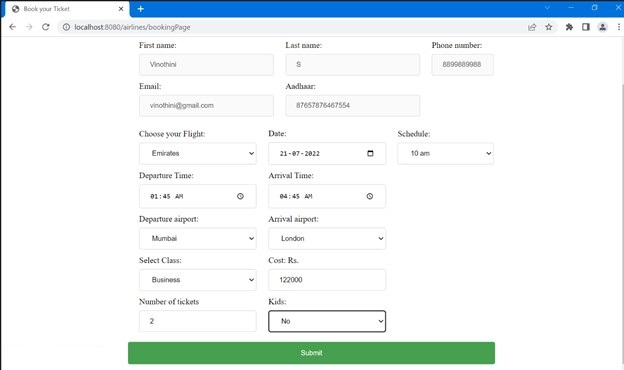 Book your Ticket
localhost:8080/airlines/bookingPage
First name: Last name: Phone number:
Vinothini S 8899889988
Email: Aadhaar:
vinothini@gmail.com 87657876467554
Choose your Flight: Date: Schedule:
Emirates 21-07-2022 10 am
Departure Time: Arrival Time:
01:45 AM 04:45 AM
Departure airport: Arrival airport:
Mumbai London
Select Class: Cost: Rs.
Business 122000
Number of tickets Kids:
2 No
Submit